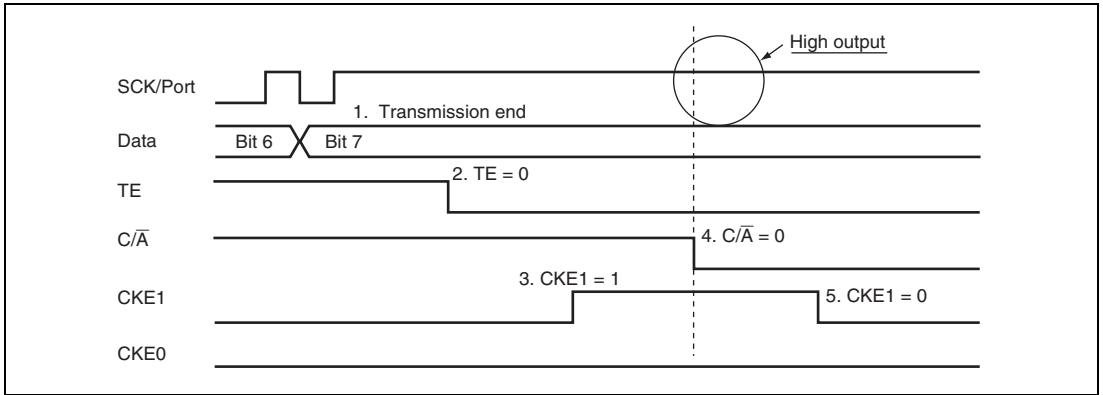 High output
SCK/Port
1. Transmission end
Data
Bit 6
Bit 7
2. TE = 0
TE
C/A̅
4. C/A̅ = 0
3. CKE1 = 1
CKE1
5. CKE1 = 0
CKE0